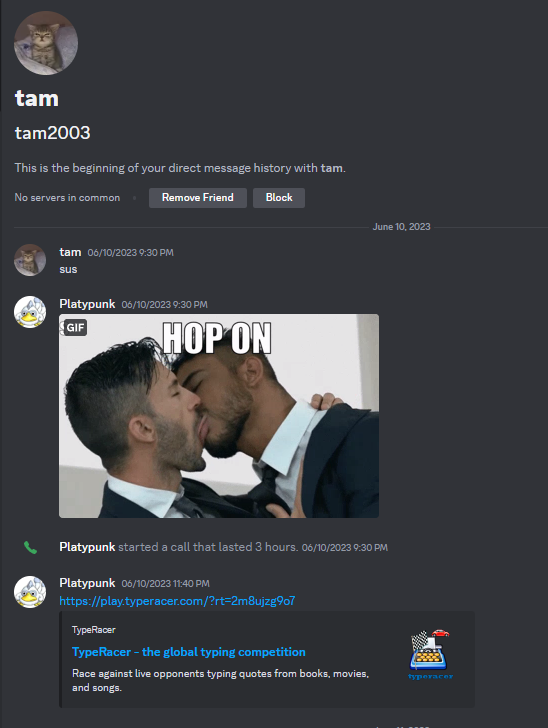 tam
tam2003
This is the beginning of your direct message history with tam.
No servers in common
Remove Friend
Block
June 10, 2023
tam 06/10/2023 9:30 PM
sus
Platypunk 06/10/2023 9:30 PM
GIF
HOP ON
Platypunk started a call that lasted 3 hours. 06/10/2023 9:30 PM
Platypunk 06/10/2023 11:40 PM
https://play.typeracer.com/?rt=2m8ujzg9o7
TypeRacer
TypeRacer - the global typing competition
Race against live opponents typing quotes from books, movies,
and songs.
typeracer